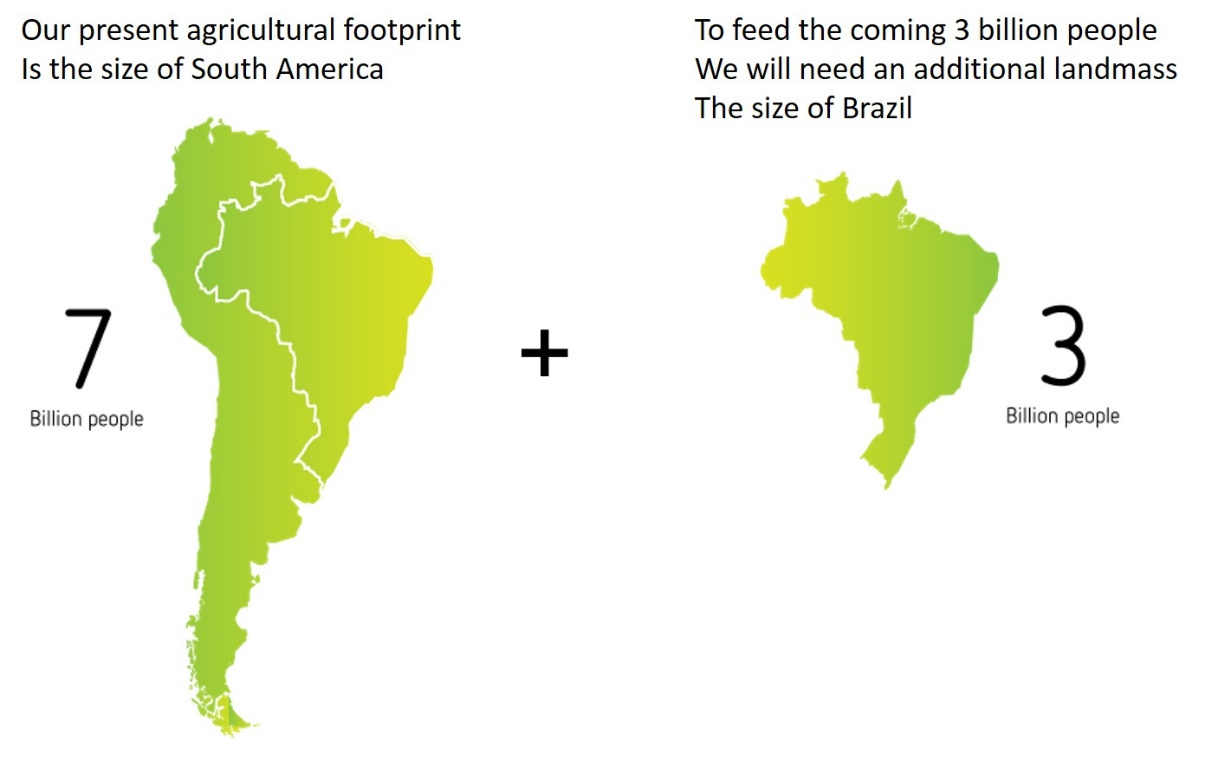 Our present agricultural footprint
Is the size of South America
To feed the coming 3 billion people
We will need an additional landmass
The size of Brazil
7
Billion people
+
3
Billion people